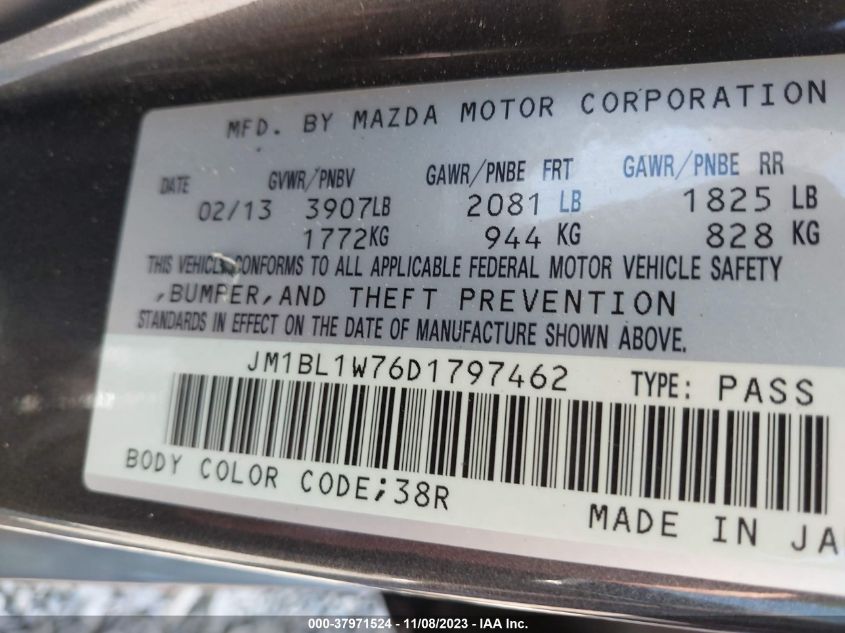 MFD. BY MAZDA MOTOR CORPORATION
DATE GVWR/PNBV GAWR/PNBE FRT GAWR/PNBE RR
02/13 3907LB 2081 LB 1825 LB
1772KG 944 KG 828 KG
THIS VEHICLE CONFORMS TO ALL APPLICABLE FEDERAL MOTOR VEHICLE SAFETY
,BUMPER,AND THEFT PREVENTION
STANDARDS IN EFFECT ON THE DATE OF MANUFACTURE SHOWN ABOVE.
JM1BL1W76D1797462 TYPE: PASS
BODY COLOR CODE;38R
MADE IN JA
000-37971524 - 11/08/2023 - IAA Inc.